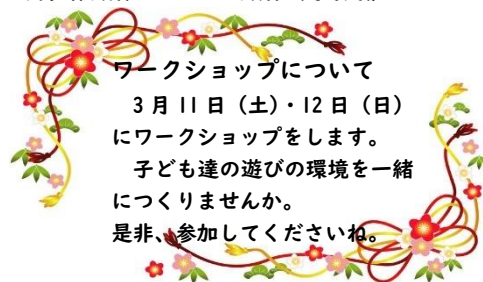 ワークショップについて
3月11日（土）・12日（日）
にワークショップをします。
子ども達の遊びの環境を一緒
につくりませんか。
是非、参加してくださいね。